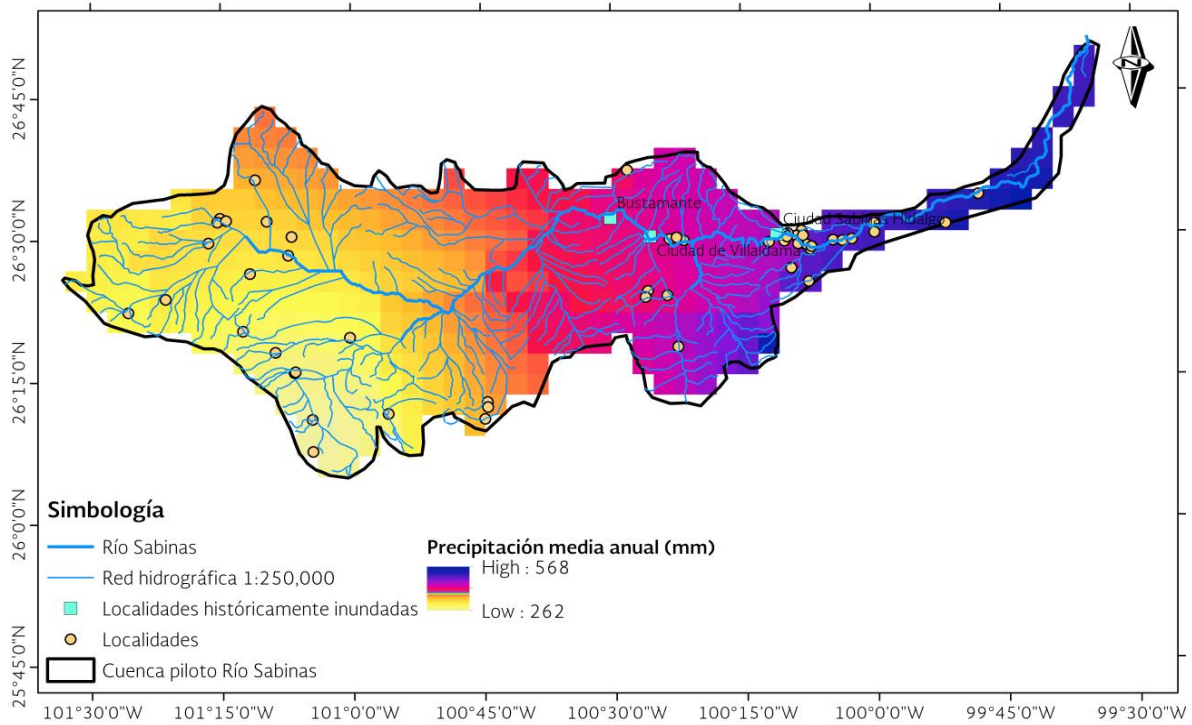 26°45'0"N
26°30'0"N
26°15'0"N
26°0'0"N
25°45'0"N
N
Bustamante
Ciudad Sabinas Hidalgo
Ciudad de Villaldama
Simbología
Río Sabinas
Red hidrográfica 1:250,000
Localidades históricamente inundadas
Localidades
Cuenca piloto Río Sabinas
Precipitación media anual (mm)
High : 568
Low : 262
101°30'0"W 101°15'0"W 101°0'0"W 100°45'0"W 100°30'0"W 100°15'0"W 100°0'0"W 99°45'0"W 99°30'0"W